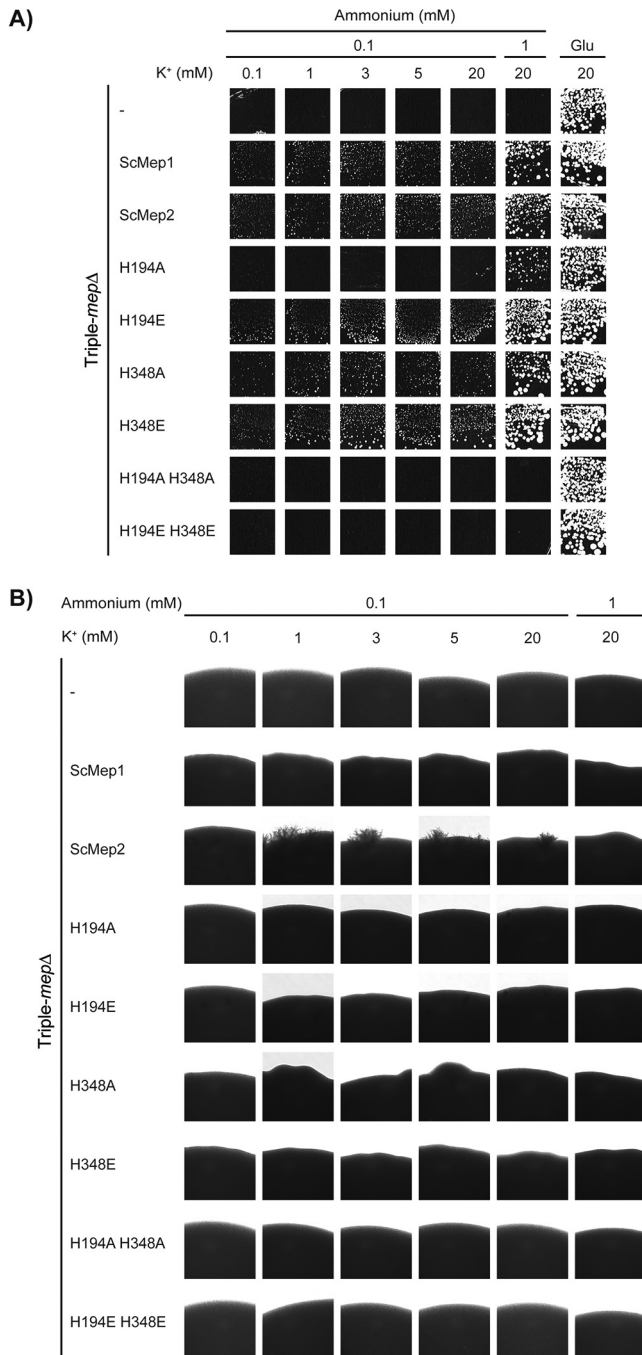 A)
Ammonium (mM)
0.1 1 Glu
K⁺ (mM) 0.1 1 3 5 20 20 20
Triple-mepΔ
-
ScMep1
ScMep2
H194A
H194E
H348A
H348E
H194A H348A
H194E H348E
B)
Ammonium (mM) 0.1 1
K⁺ (mM) 0.1 1 3 5 20 20
Triple-mepΔ
-
ScMep1
ScMep2
H194A
H194E
H348A
H348E
H194A H348A
H194E H348E